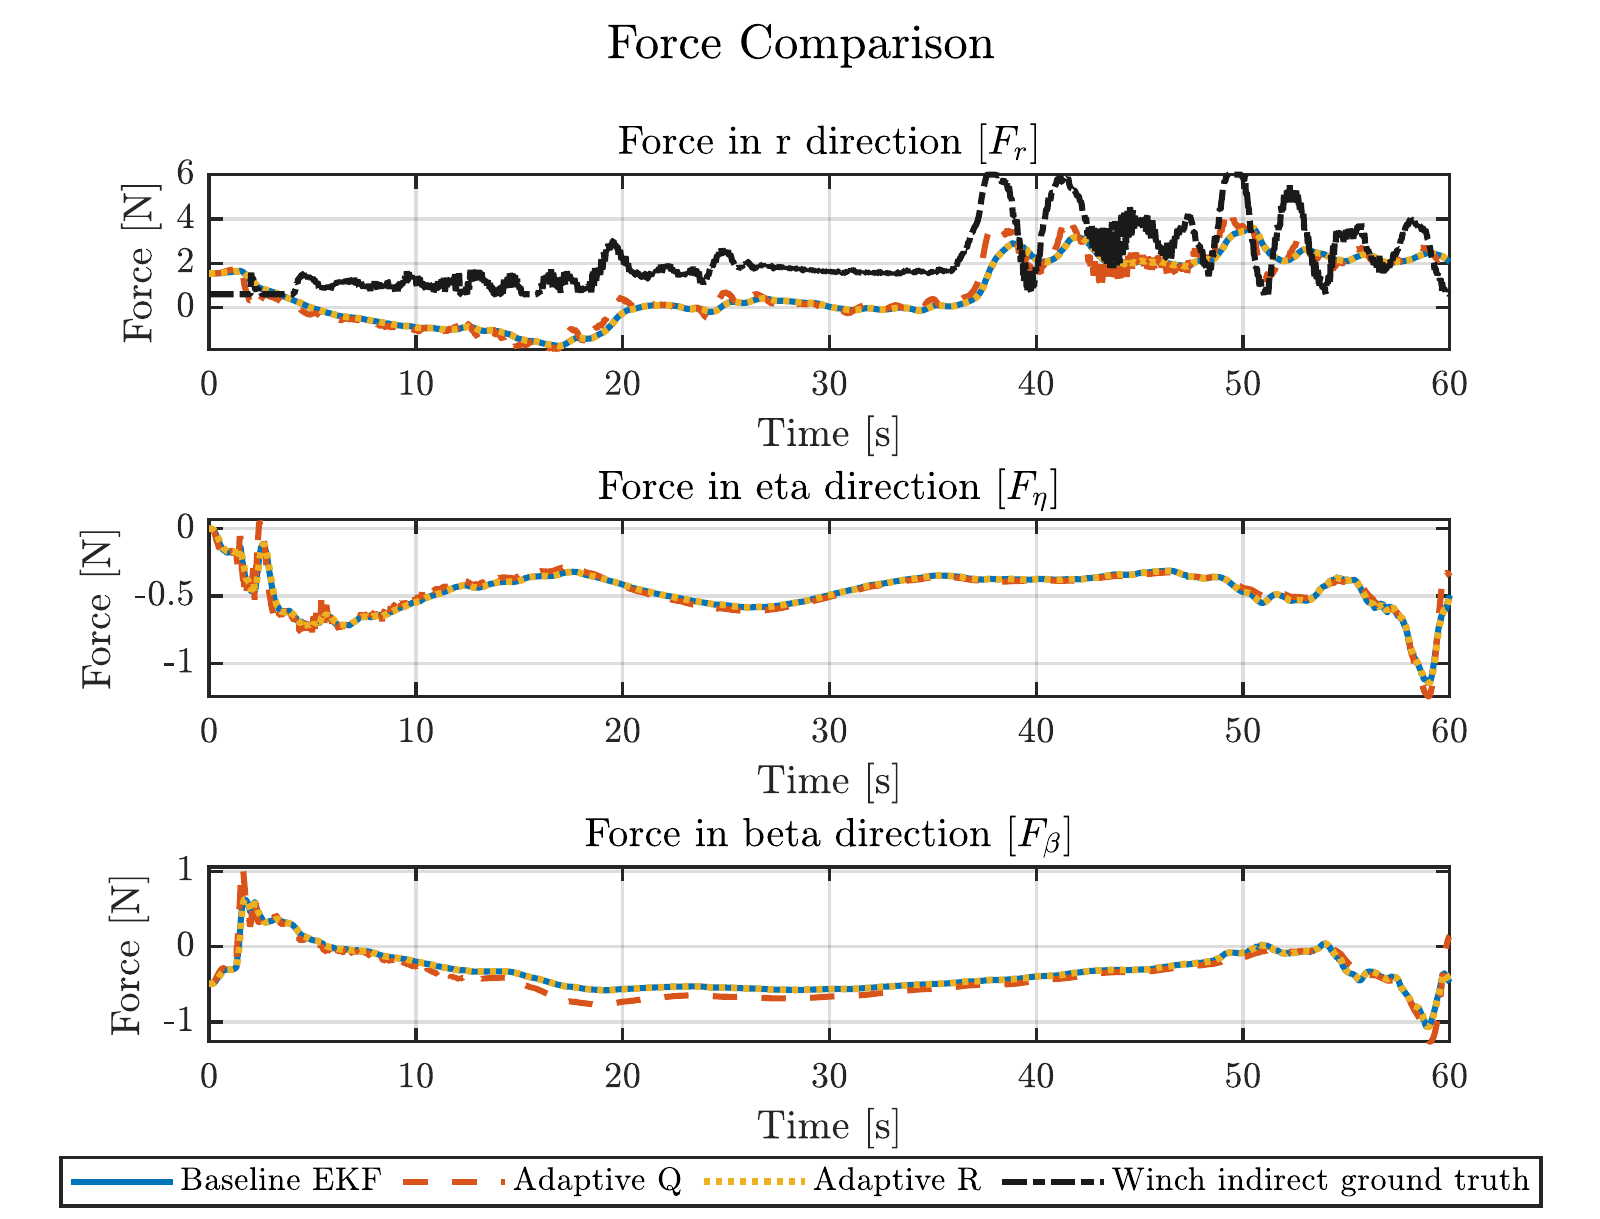 Force Comparison
Force in r direction [F_r]
Force [N]
6
4
2
0
0 10 20 30 40 50 60
Time [s]
Force in eta direction [F_η]
Force [N]
0
-0.5
-1
0 10 20 30 40 50 60
Time [s]
Force in beta direction [F_β]
Force [N]
1
0
-1
0 10 20 30 40 50 60
Time [s]
Baseline EKF Adaptive Q Adaptive R Winch indirect ground truth